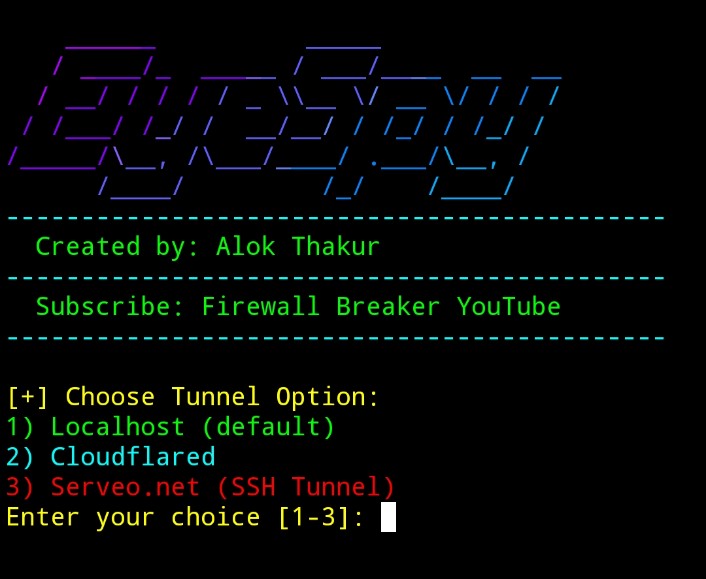 EyeSpy
---------------------------------------------
Created by: Alok Thakur
---------------------------------------------
Subscribe: Firewall Breaker YouTube
---------------------------------------------
[+] Choose Tunnel Option:
1) Localhost (default)
2) Cloudflared
3) Serveo.net (SSH Tunnel)
Enter your choice [1-3]: